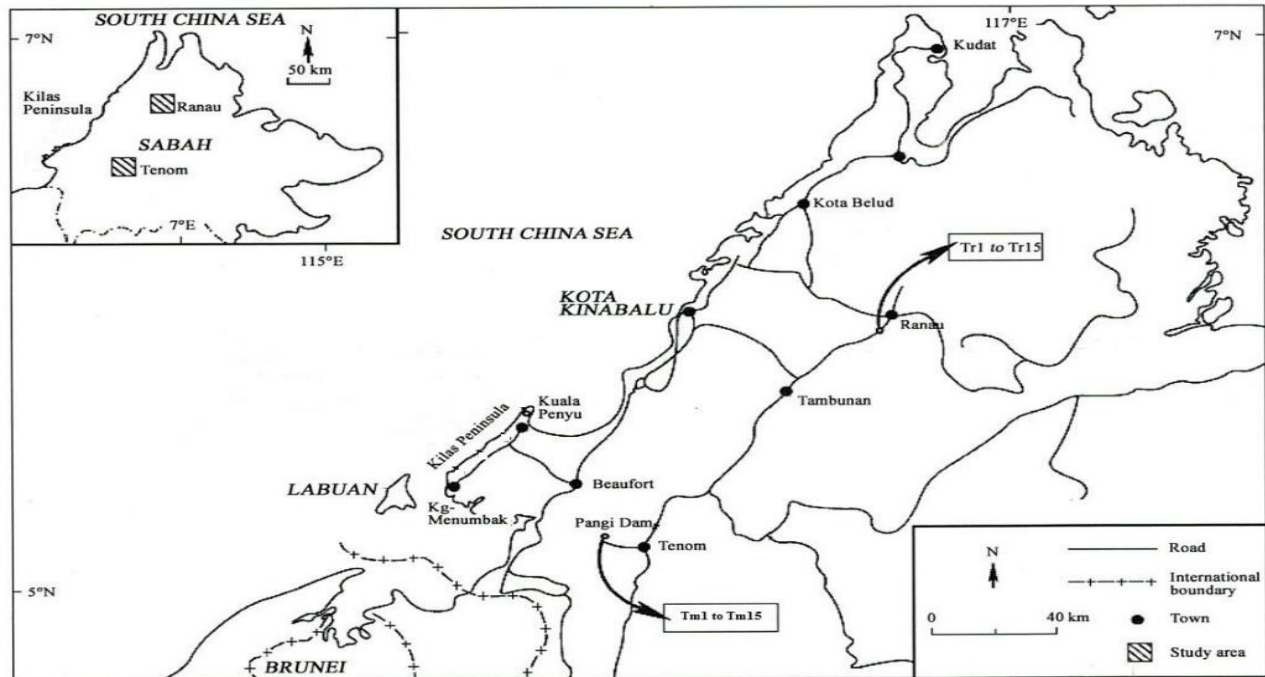 SOUTH CHINA SEA
7°N
N
50 km
Kilas
Peninsula
Ranau
SABAH
Tenom
7°E
115°E
117°E
7°N
Kudat
Kota Belud
SOUTH CHINA SEA
Tr1 to Tr15
KOTA
KINABALU
Ranau
Tambunan
Kuala
Penyu
Kilas Peninsula
LABUAN
Kg-
Menumbak
Beaufort
Pangi Dam
Tenom
5°N
Tm1 to Tm15
BRUNEI
N
0 40 km
Road
International
boundary
Town
Study area